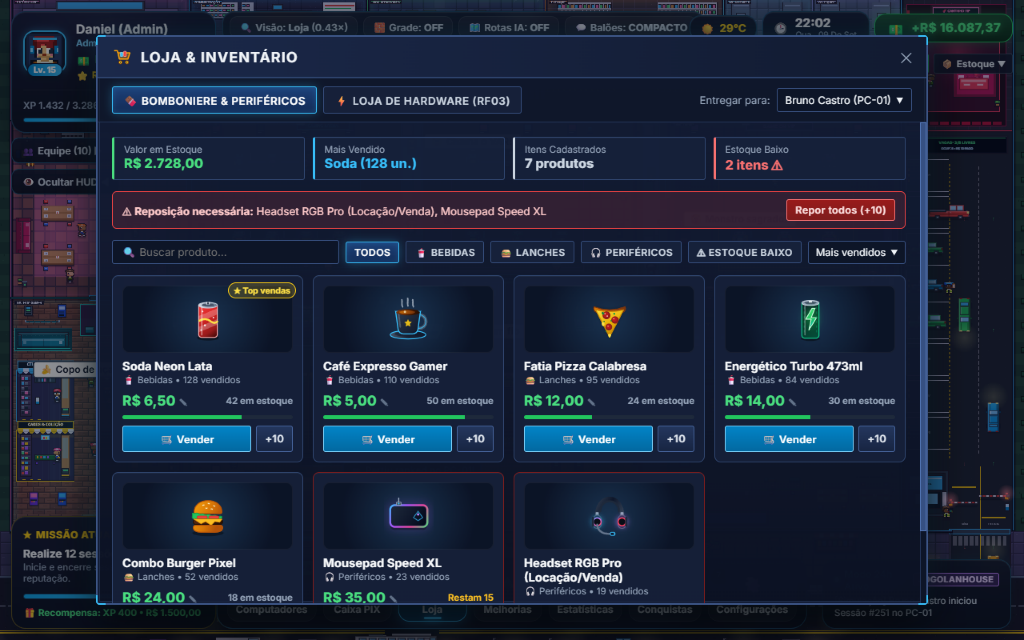 Daniel (Admin)
Lv. 15
XP 1.432 / 3.28
Visão: Loja (0.43×)
Grade: OFF
Rotas IA: OFF
Balões: COMPACTO
29°C
22:02
+R$ 16.087,37
Estoque ▼
Equipe (10)
Ocultar HUD
Copo de
LOJA & INVENTÁRIO
BOMBONIERE & PERIFÉRICOS
LOJA DE HARDWARE (RF03)
Entregar para:
Bruno Castro (PC-01) ▼
Valor em Estoque
R$ 2.728,00
Mais Vendido
Soda (128 un.)
Itens Cadastrados
7 produtos
Estoque Baixo
2 itens ⚠
⚠ Reposição necessária: Headset RGB Pro (Locação/Venda), Mousepad Speed XL
Repor todos (+10)
Buscar produto...
TODOS
BEBIDAS
LANCHES
PERIFÉRICOS
⚠ ESTOQUE BAIXO
Mais vendidos ▼
★ Top vendas
Soda Neon Lata
Bebidas • 128 vendidos
R$ 6,50
42 em estoque
Vender
+10
Café Expresso Gamer
Bebidas • 110 vendidos
R$ 5,00
50 em estoque
Vender
+10
Fatia Pizza Calabresa
Lanches • 95 vendidos
R$ 12,00
24 em estoque
Vender
+10
Energético Turbo 473ml
Bebidas • 84 vendidos
R$ 14,00
30 em estoque
Vender
+10
Combo Burger Pixel
Lanches • 52 vendidos
R$ 24,00
18 em estoque
Mousepad Speed XL
Periféricos • 23 vendidos
R$ 35,00
Restam 15
Headset RGB Pro
(Locação/Venda)
Periféricos • 19 vendidos
★ MISSÃO AT
Realize 12 ses
Inicie e encerre s
reputação.
Recompensa: XP 400 • R$ 1.500,00
Computadores
Caixa PIX
Loja
Melhorias
Estatísticas
Conquistas
Configurações
GOLANHOUSE
stro iniciou
Sessão #251 no PC-01